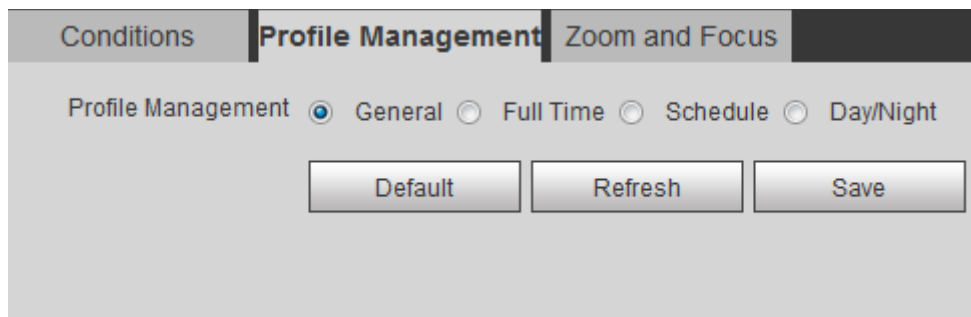 Conditions Profile Management Zoom and Focus
Profile Management General Full Time Schedule Day/Night
Default Refresh Save